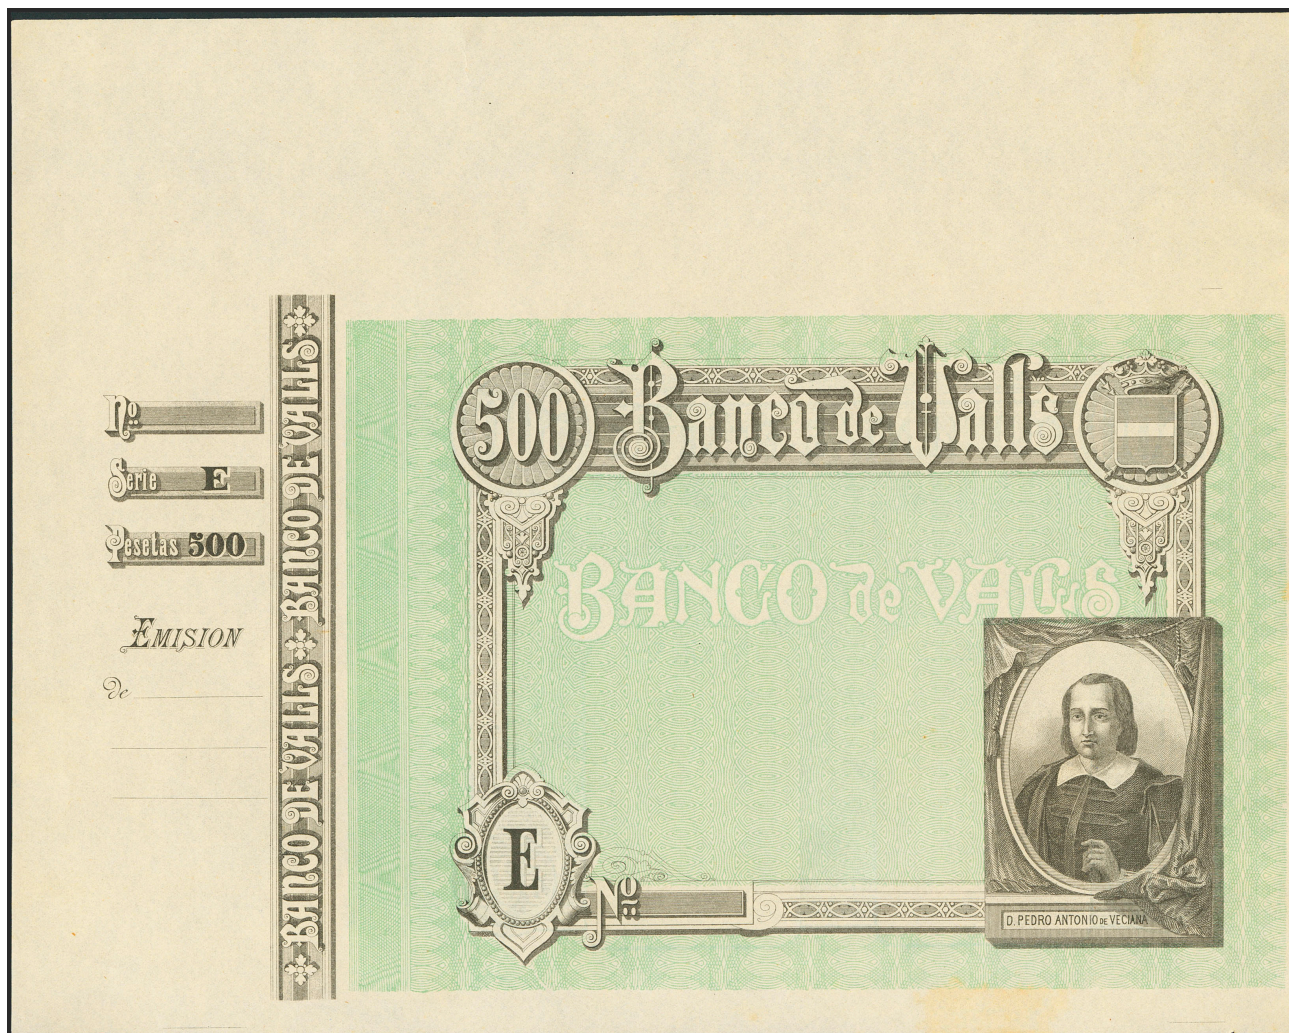 Nº
Serie E
Pesetas 500
EMISION
de
BANCO DE VALLS BANCO DE VALLS
500 Banco de Valls
BANCO de VALLS
E
Nº
D. PEDRO ANTONIO DE VECIANA